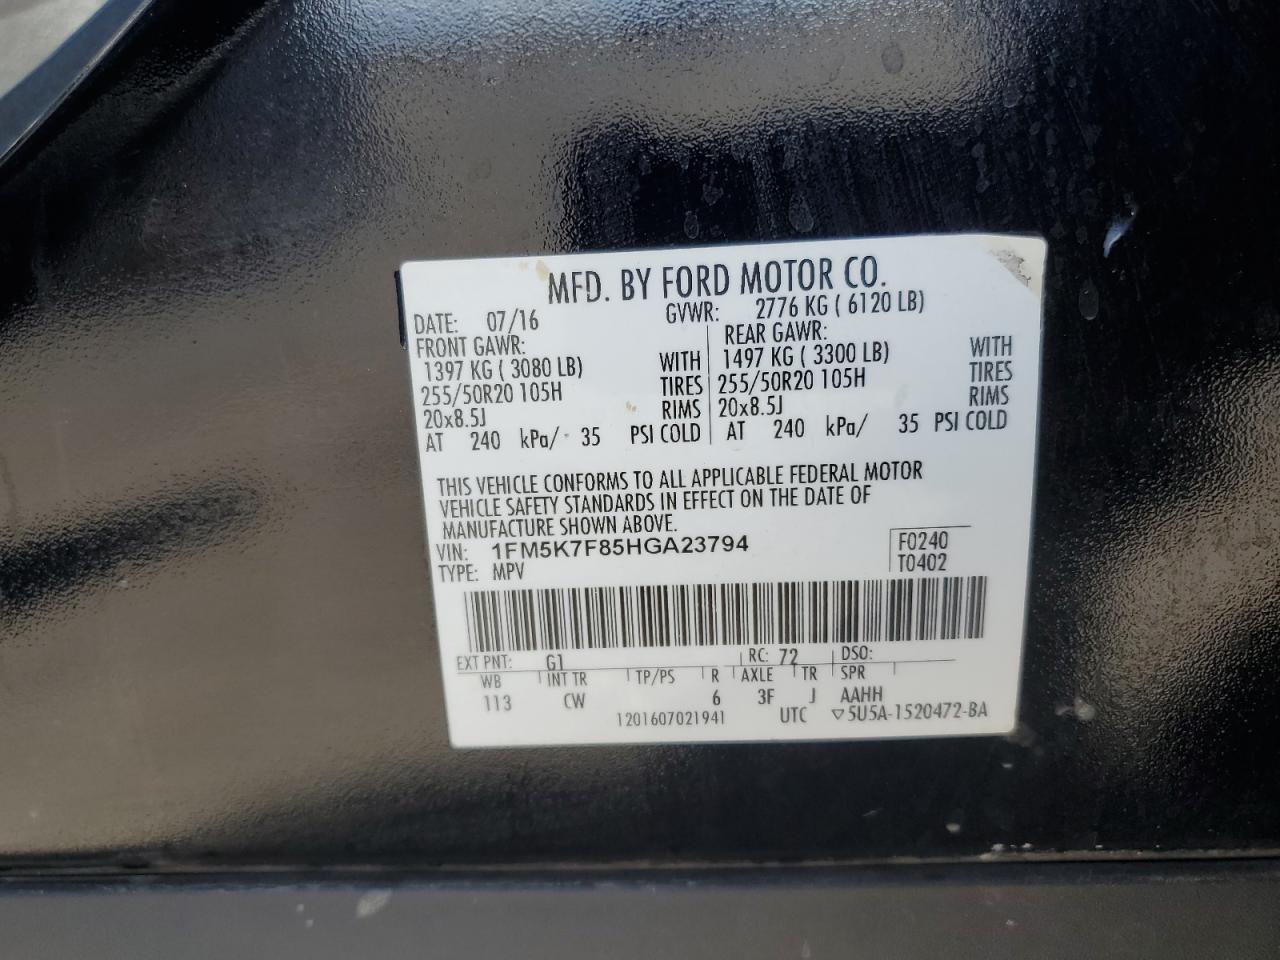 MFD. BY FORD MOTOR CO.
DATE: 07/16 GVWR: 2776 KG ( 6120 LB)
FRONT GAWR: REAR GAWR:
1397 KG ( 3080 LB) WITH 1497 KG ( 3300 LB) WITH
255/50R20 105H TIRES 255/50R20 105H TIRES
20x8.5J RIMS 20x8.5J RIMS
AT 240 kPa/ 35 PSI COLD AT 240 kPa/ 35 PSI COLD
THIS VEHICLE CONFORMS TO ALL APPLICABLE FEDERAL MOTOR
VEHICLE SAFETY STANDARDS IN EFFECT ON THE DATE OF
MANUFACTURE SHOWN ABOVE.
VIN: 1FM5K7F85HGA23794 F0240
TYPE: MPV T0402
EXT PNT: G1 RC: 72 DSO:
WB INT TR TP/PS R AXLE TR SPR
113 CW 6 3F J AAHH
1201607021941 UTC ▽5U5A-1520472-BA